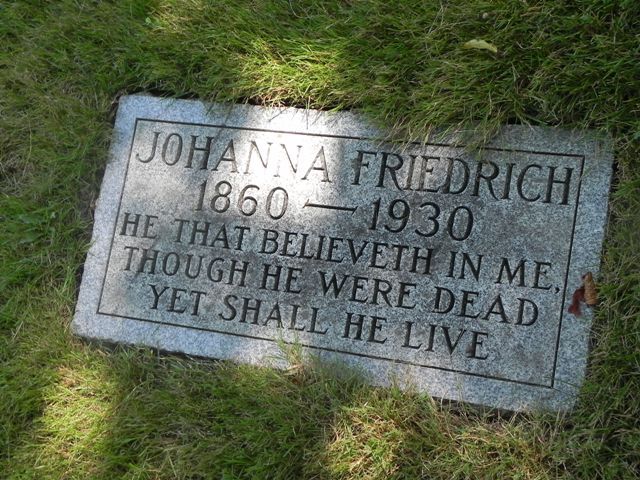 JOHANNA FRIEDRICH
1860 — 1930
HE THAT BELIEVETH IN ME,
THOUGH HE WERE DEAD
YET SHALL HE LIVE